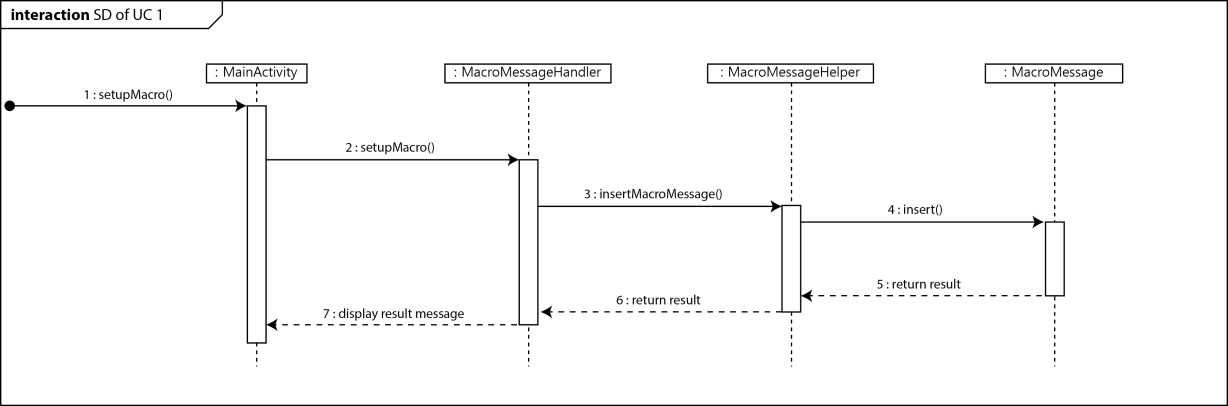 interaction SD of UC 1
: MainActivity
: MacroMessageHandler
: MacroMessageHelper
: MacroMessage
1 : setupMacro()
2 : setupMacro()
3 : insertMacroMessage()
4 : insert()
5 : return result
6 : return result
7 : display result message